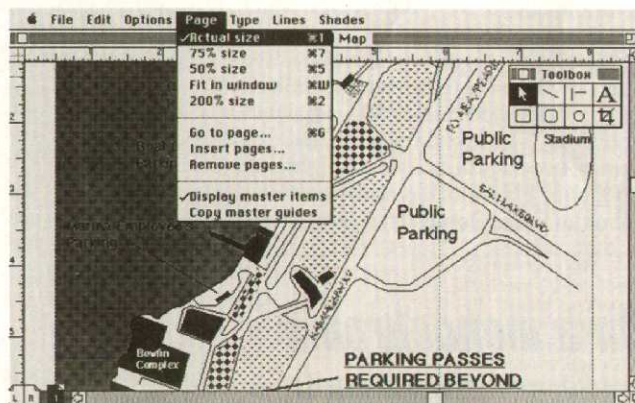 File Edit Options Page Type Lines Shades
Map
✓Actual size ⌘1
75% size ⌘7
50% size ⌘5
Fit in window ⌘W
200% size ⌘2
Go to page... ⌘G
Insert pages...
Remove pages...
✓Display master items
Copy master guides
Toolbox
A
Public
Parking
Stadium
Public
Parking
Bowfin
Complex
PARKING PASSES
REQUIRED BEYOND
L R 1